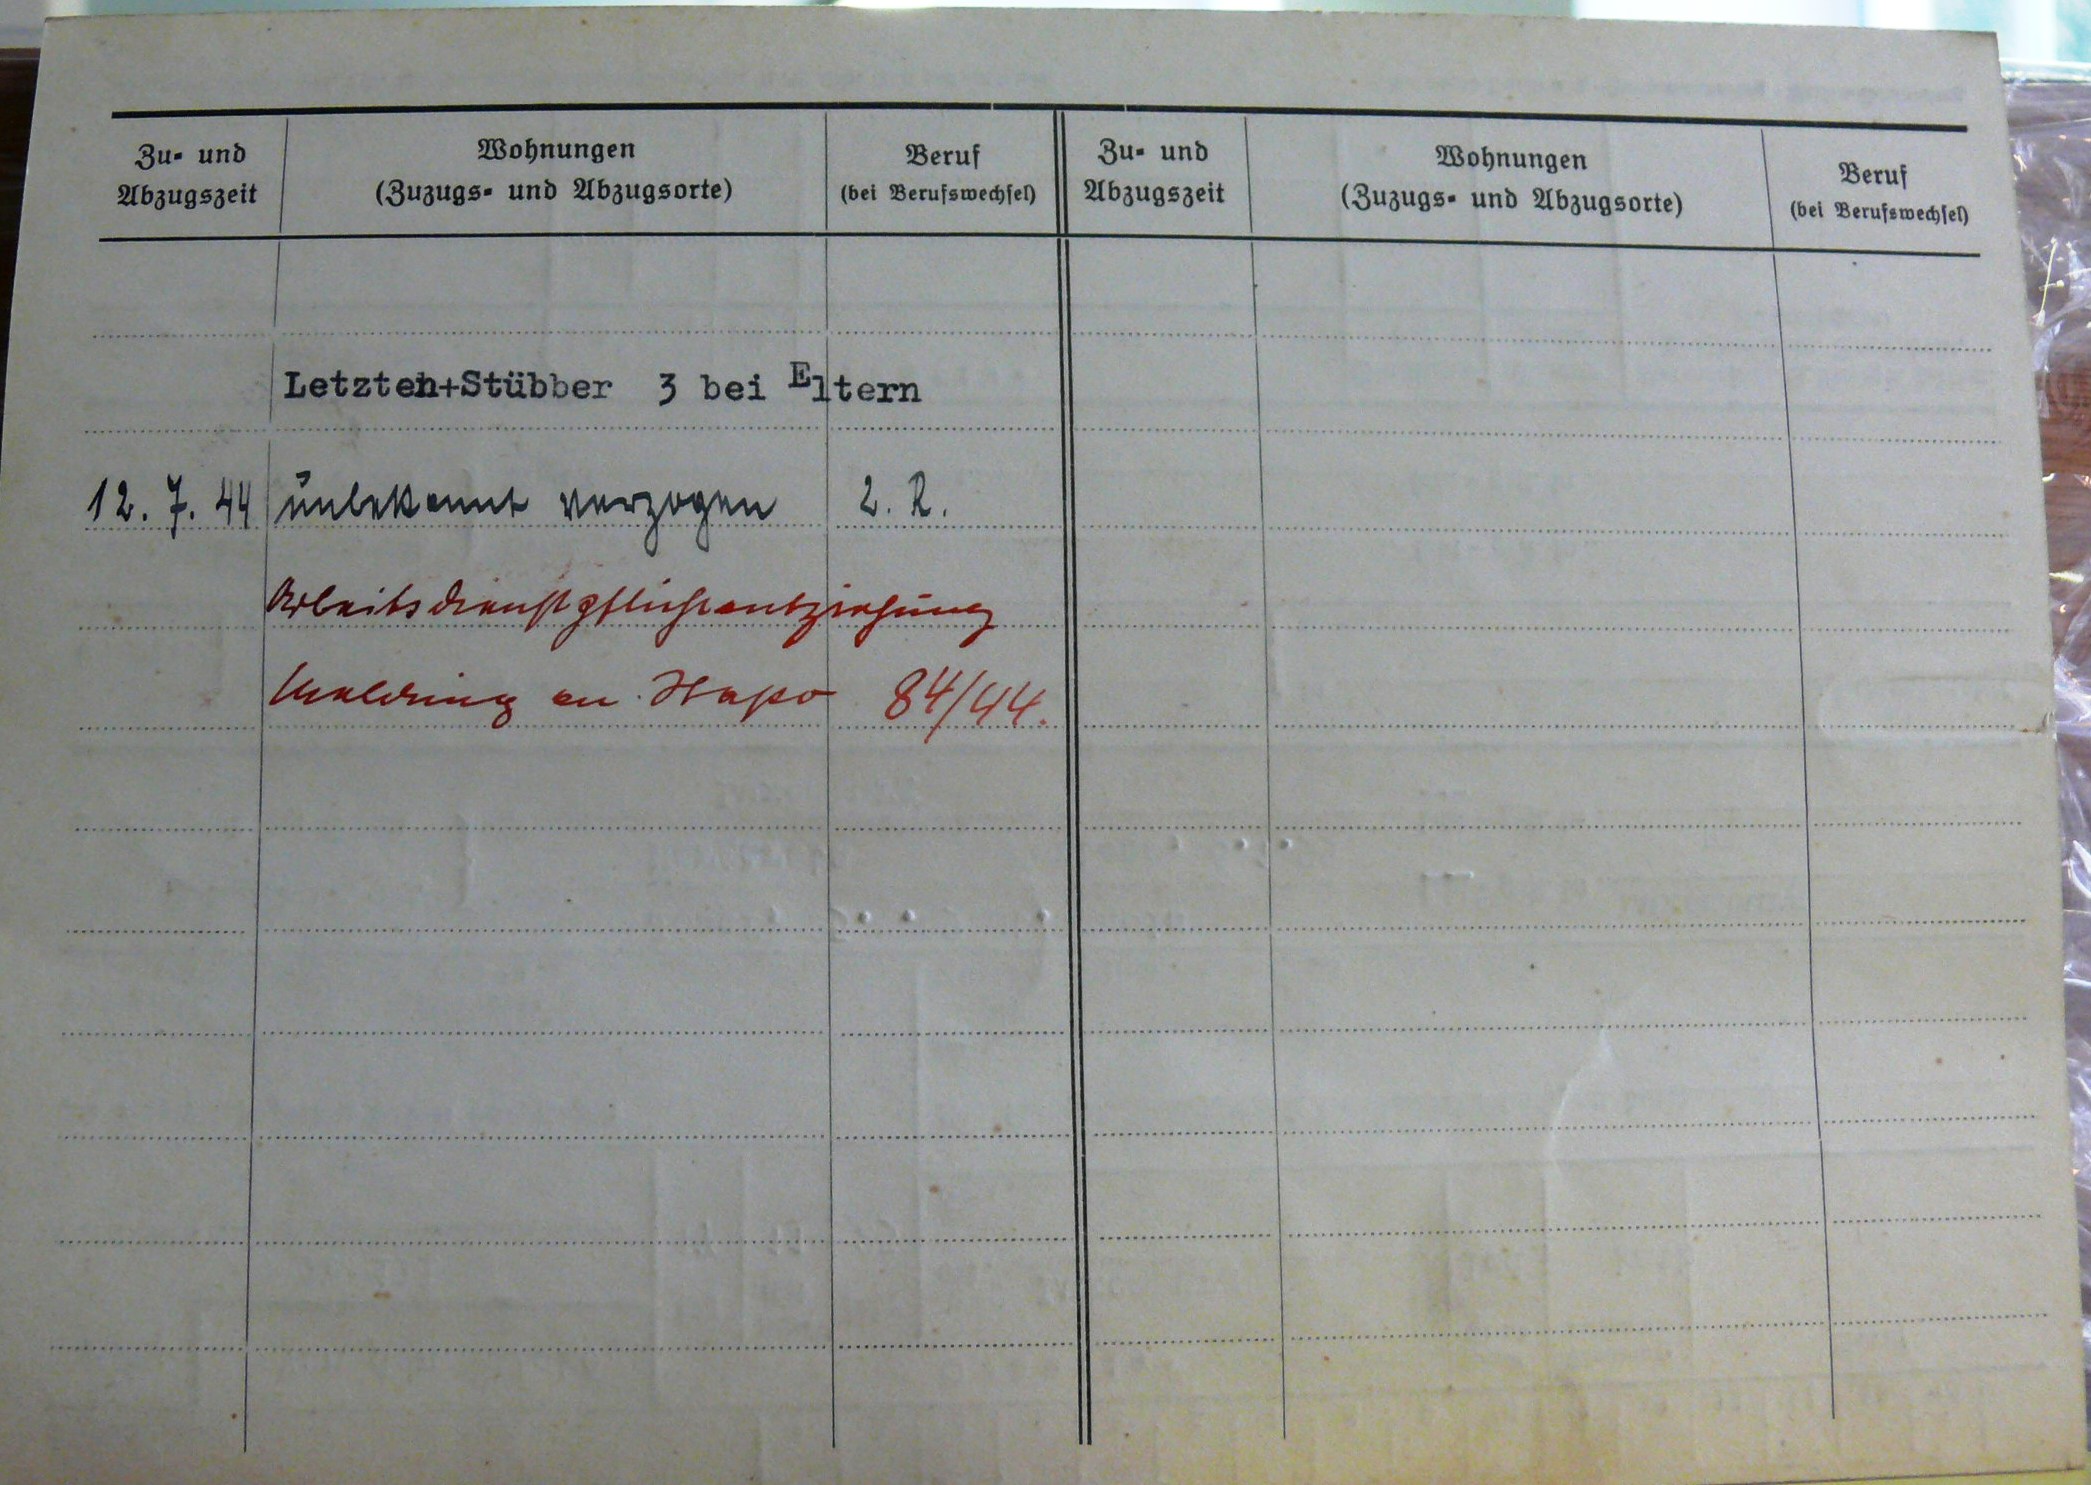 Zu- und
Abzugszeit
Wohnungen
(Zuzugs- und Abzugsorte)
Beruf
(bei Berufswechsel)
Zu- und
Abzugszeit
Wohnungen
(Zuzugs- und Abzugsorte)
Beruf
(bei Berufswechsel)
Letzten+Stübber 3 bei Eltern
12. 7. 44 unbekannt verzogen 2. R.
Arbeitsdienstpflichtentziehung
Meldung an Stapo 84/44.